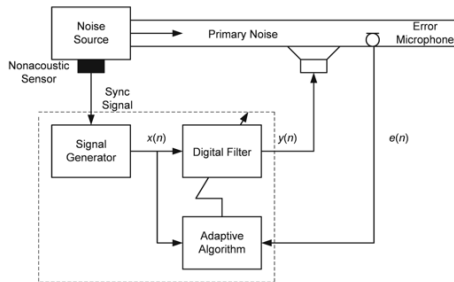 Noise
Source
Primary Noise
Error
Microphone
Nonacoustic
Sensor
Sync
Signal
Signal
Generator
x(n)
Digital Filter
y(n)
e(n)
Adaptive
Algorithm